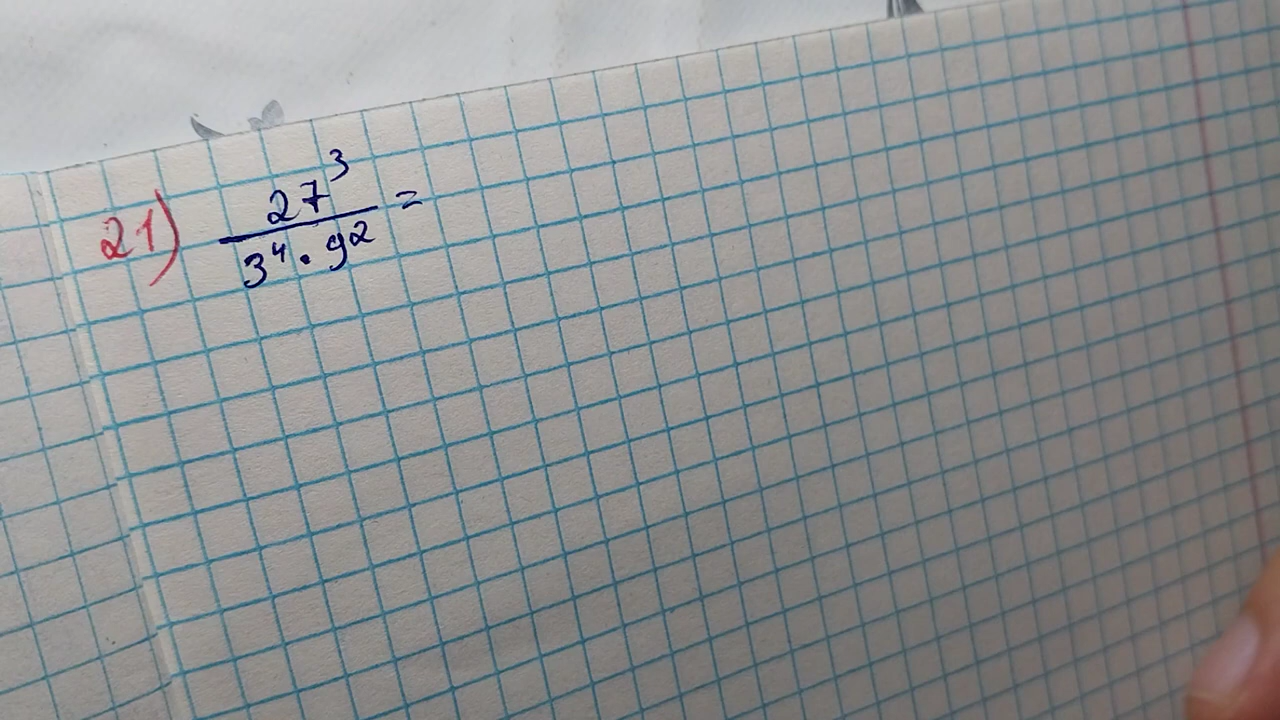 21) 27³
3⁴ · 9² =